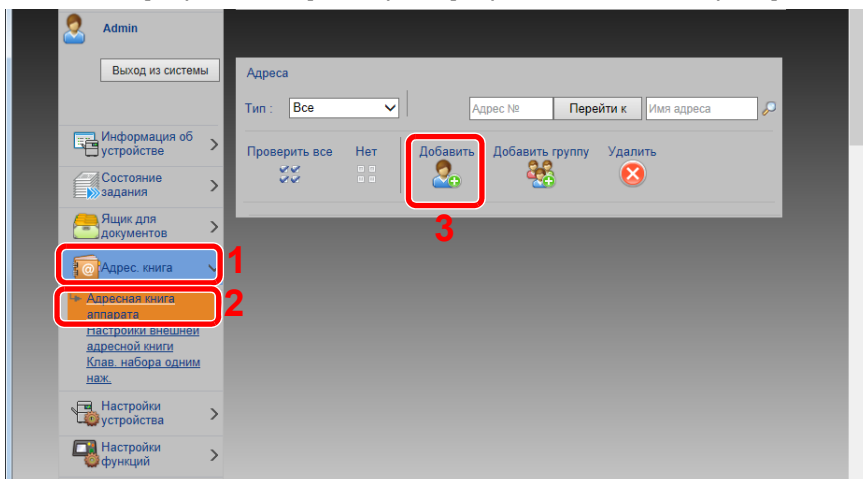 Admin
Выход из системы
Адреса
Тип :
Все
Адрес №
Перейти к
Имя адреса
Информация об
устройстве
Проверить все
Нет
Добавить
Добавить группу
Удалить
Состояние
задания
3
Ящик для
документов
Адрес. книга
1
Адресная книга
аппарата
2
Настройки внешней
адресной книги
Клав. набора одним
наж.
Настройки
устройства
Настройки
функций